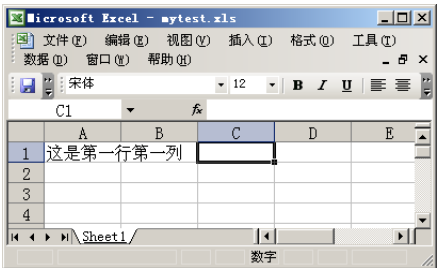 Microsoft Excel - mytest.xls
文件(F) 编辑(E) 视图(V) 插入(I) 格式(O) 工具(T)
数据(D) 窗口(W) 帮助(H)
宋体 12 B I U
C1 fx
A B C D E
1 这是第一行第一列
2
3
4
Sheet1
数字